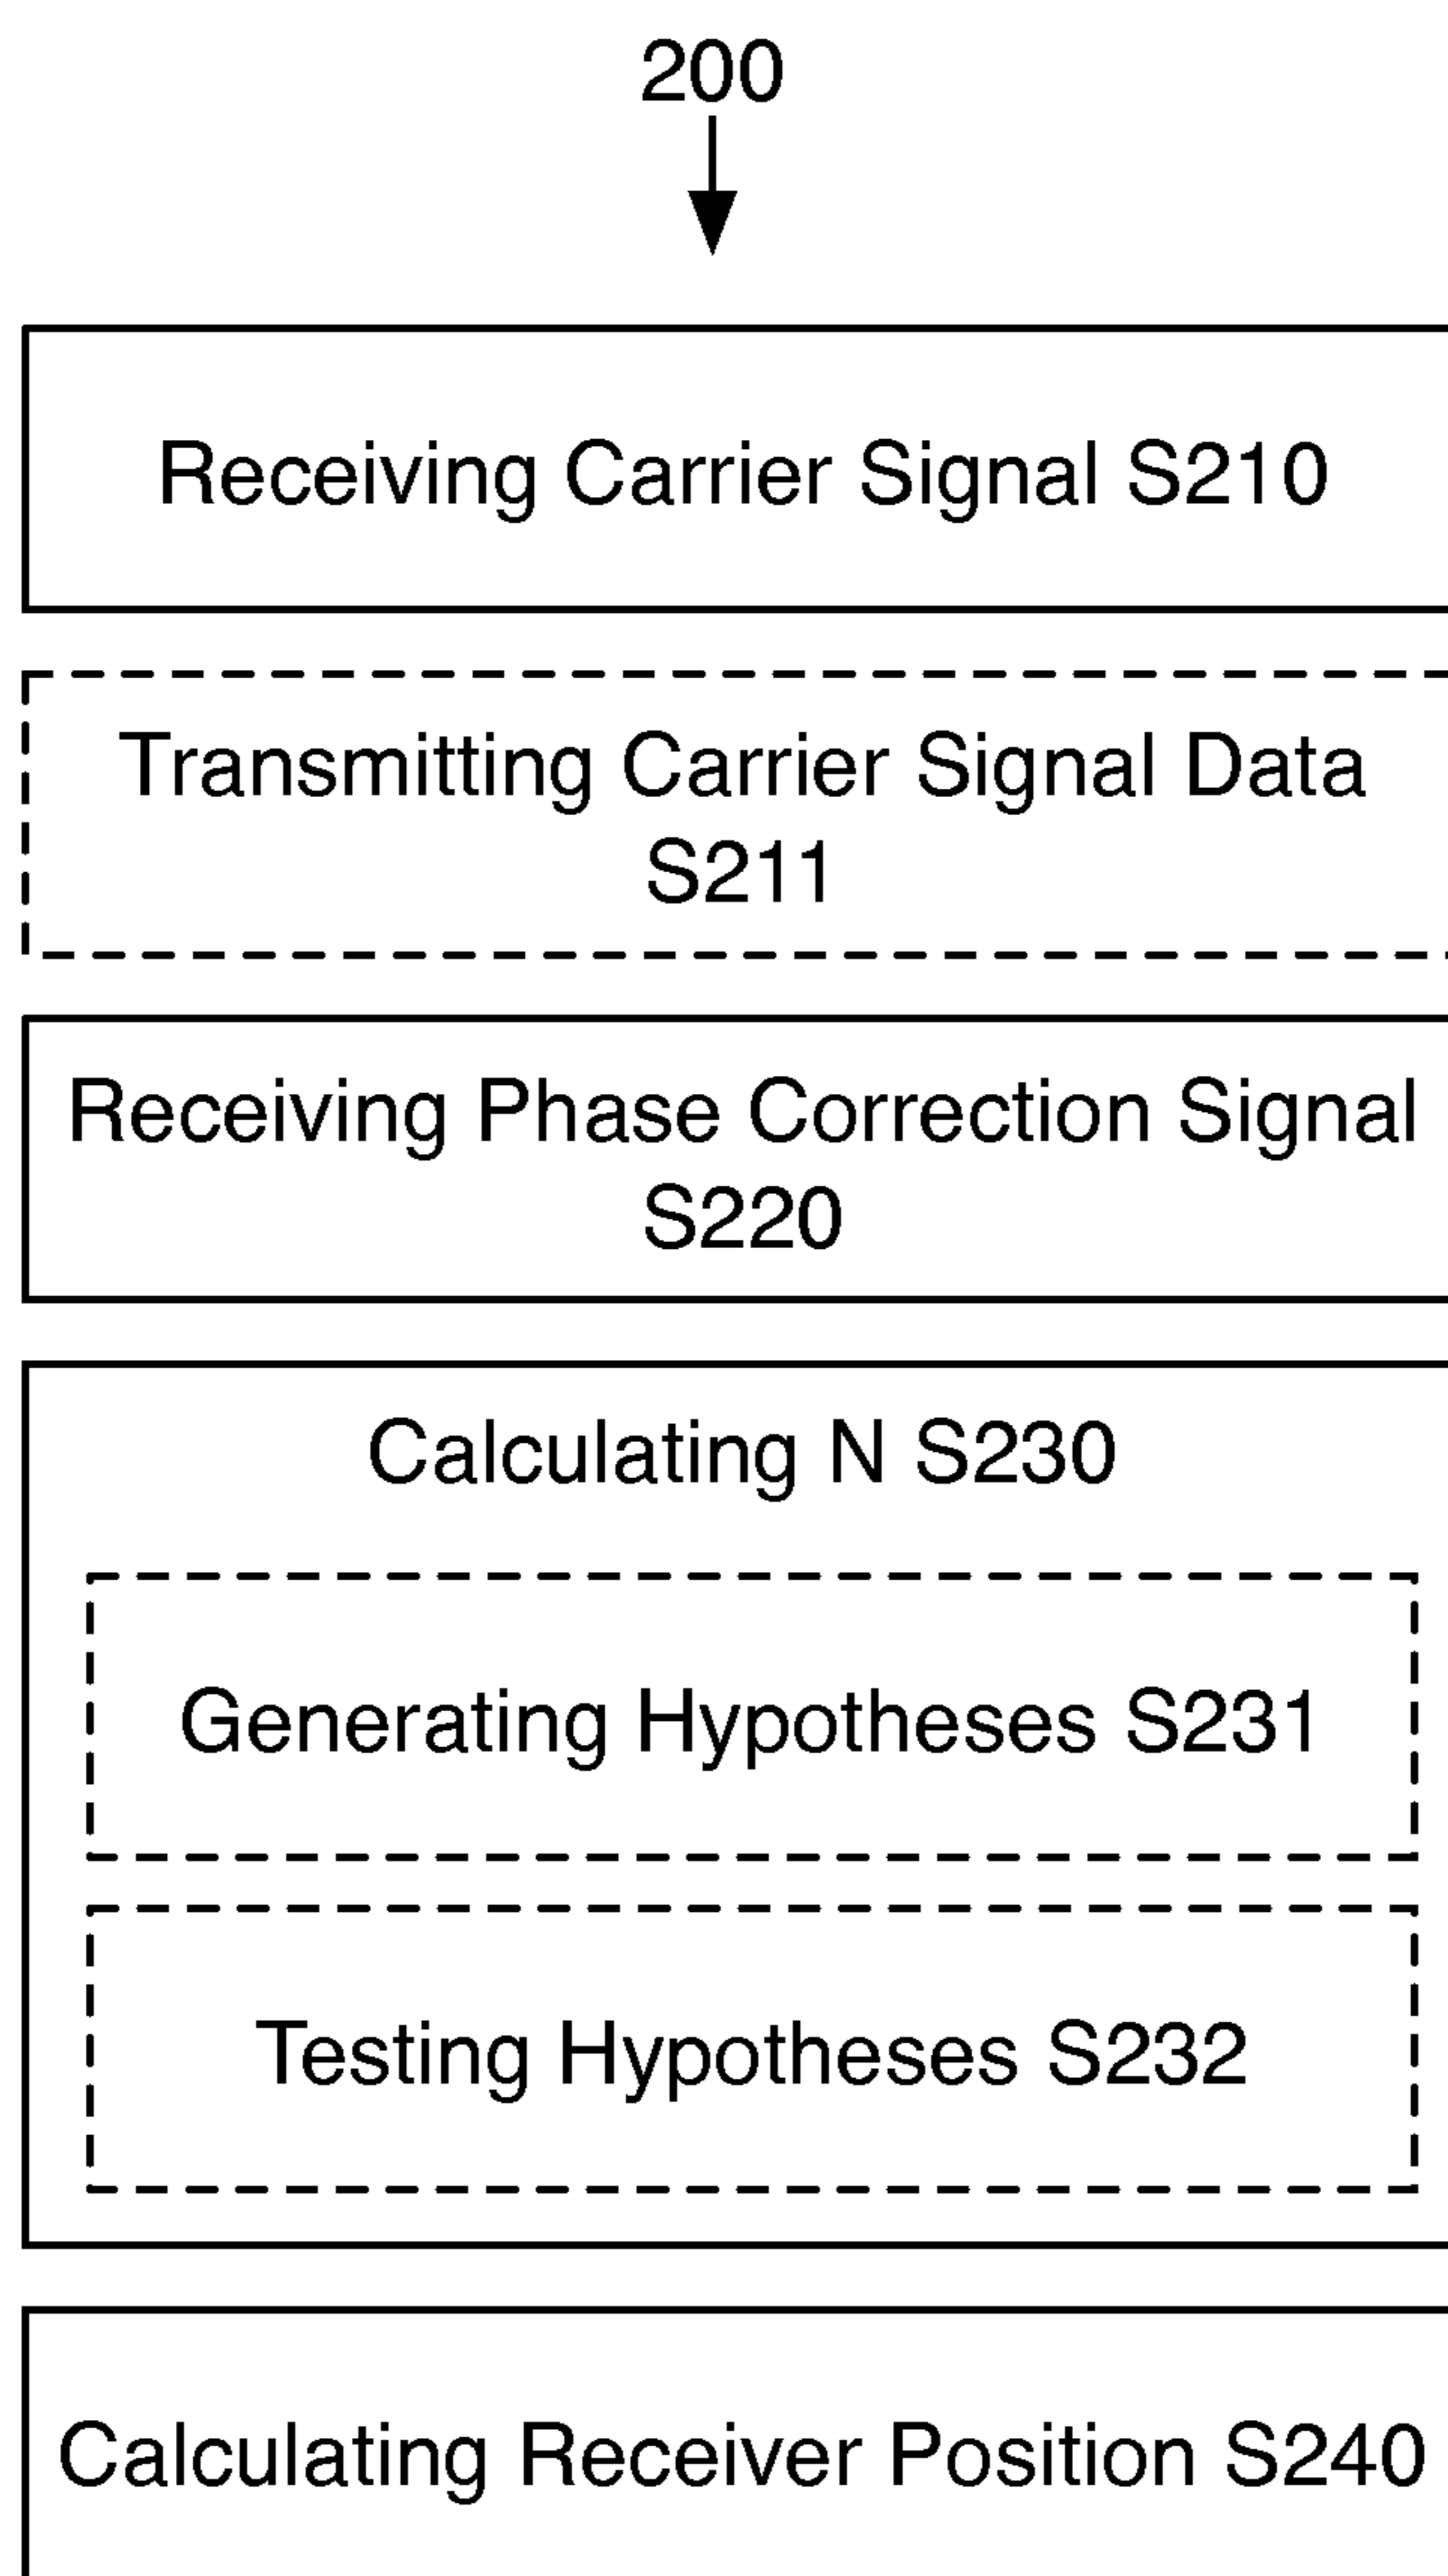 200
Receiving Carrier Signal S210
Transmitting Carrier Signal Data
S211
Receiving Phase Correction Signal
S220
Calculating N S230
Generating Hypotheses S231
Testing Hypotheses S232
Calculating Receiver Position S240